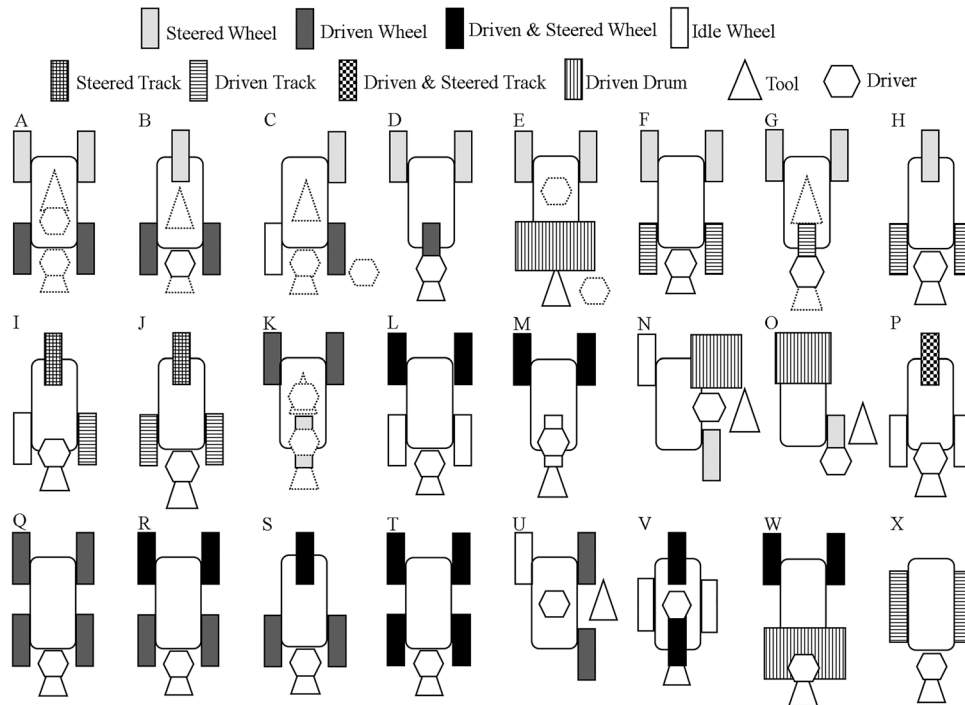 Steered Wheel Driven Wheel Driven & Steered Wheel Idle Wheel
Steered Track Driven Track Driven & Steered Track Driven Drum Tool Driver
A B C D E F G H
I J K L M N O P
Q R S T U V W X